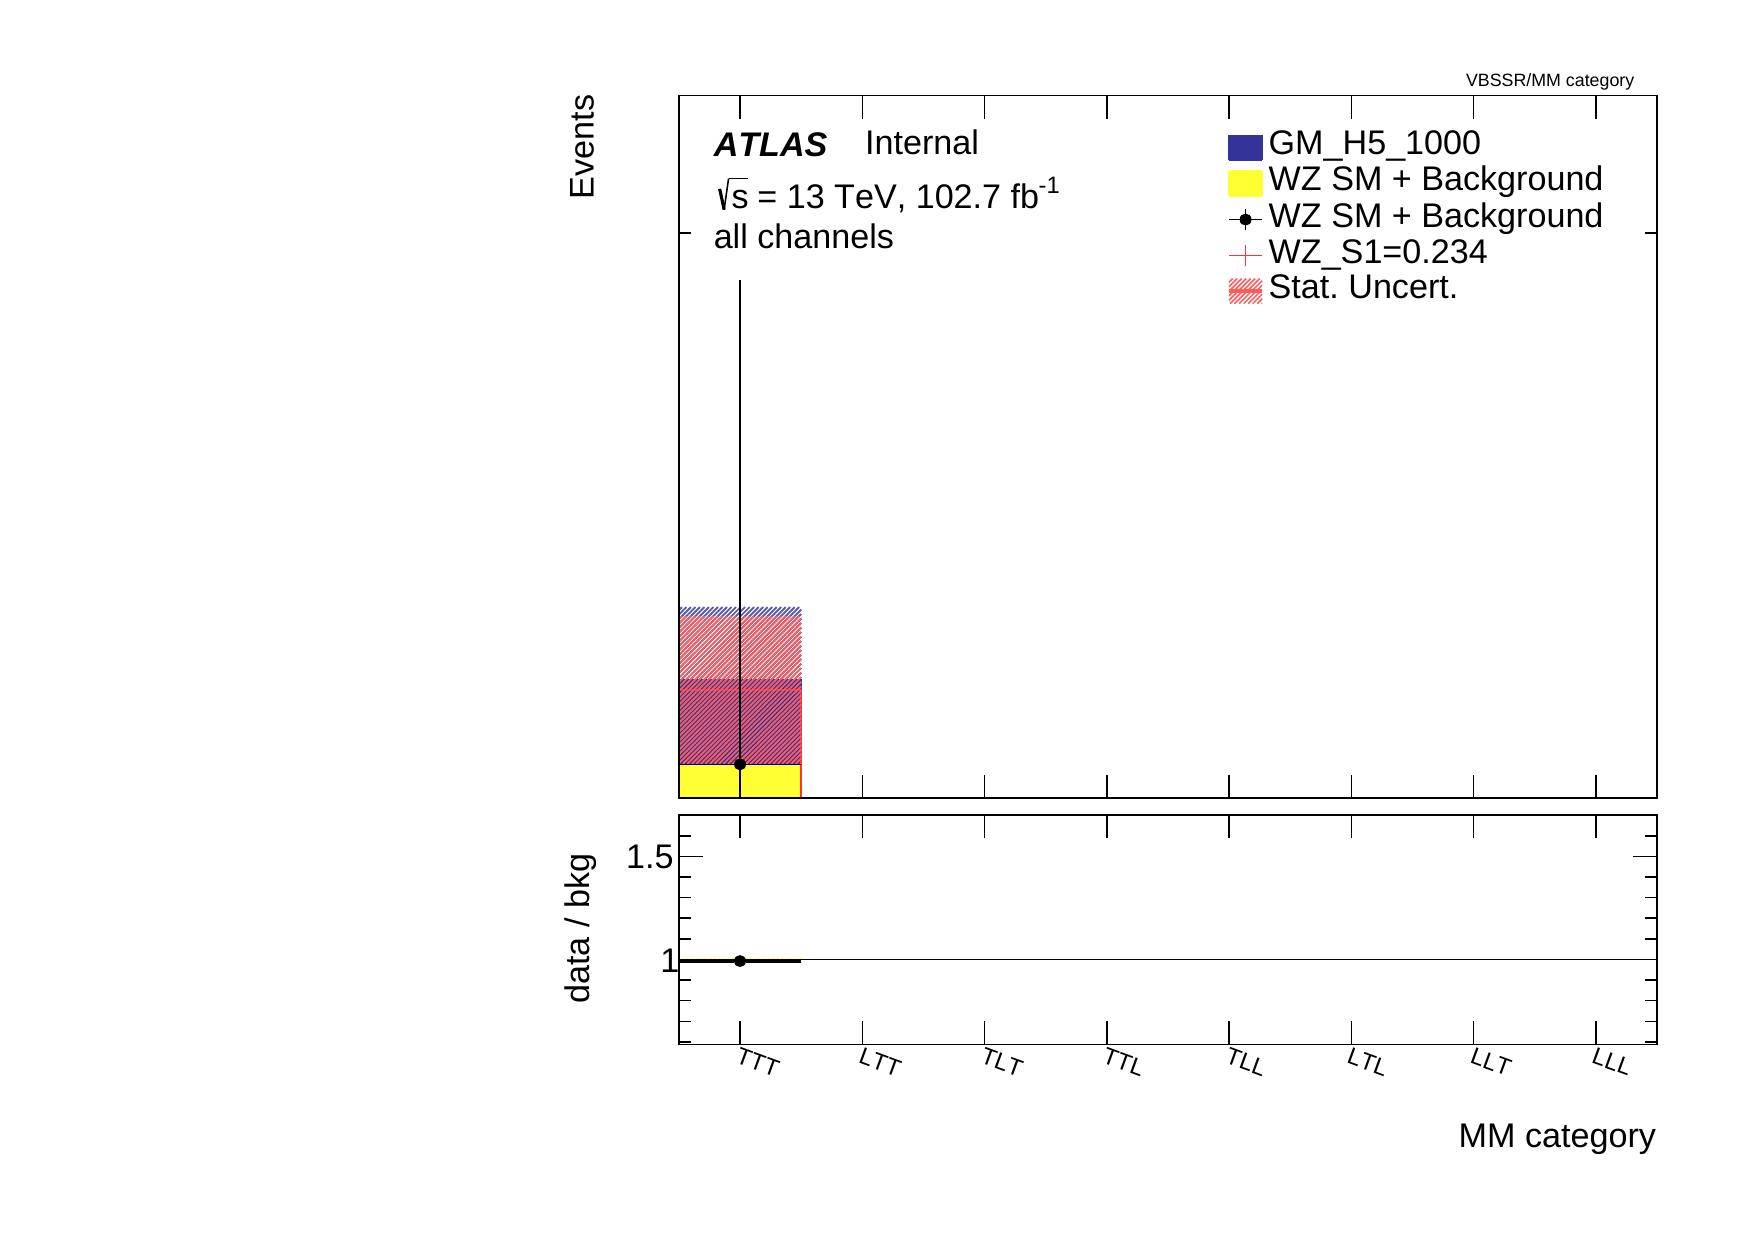 VBSSR/MM category
Events
ATLAS Internal
√s = 13 TeV, 102.7 fb-1
all channels
GM_H5_1000
WZ SM + Background
WZ SM + Background
WZ_S1=0.234
Stat. Uncert.
data / bkg
1.5
1
TTT LTT TLT TTL TLL LTL LLT LLL
MM category